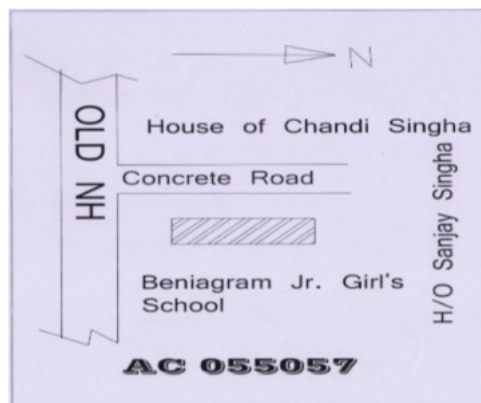 N
OLD NH
House of Chandi Singha
Concrete Road
H/O Sanjay Singha
Beniagram Jr. Girl's
School
AC 055057